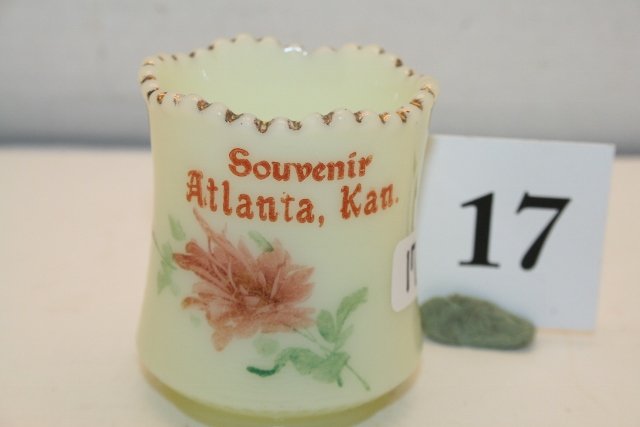 Souvenir
Atlanta, Kan.
17